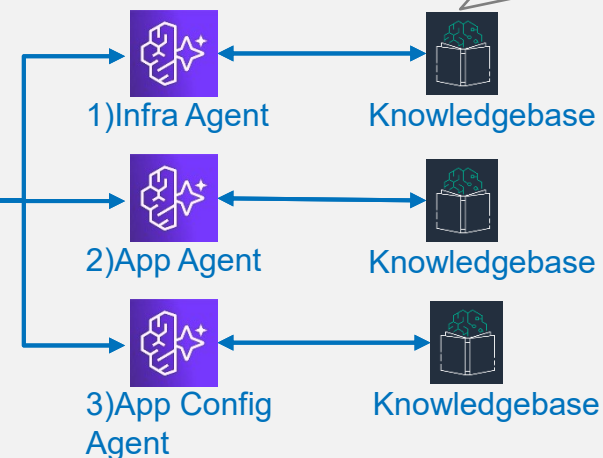 1)Infra Agent
Knowledgebase
2)App Agent
Knowledgebase
3)App Config
Agent
Knowledgebase